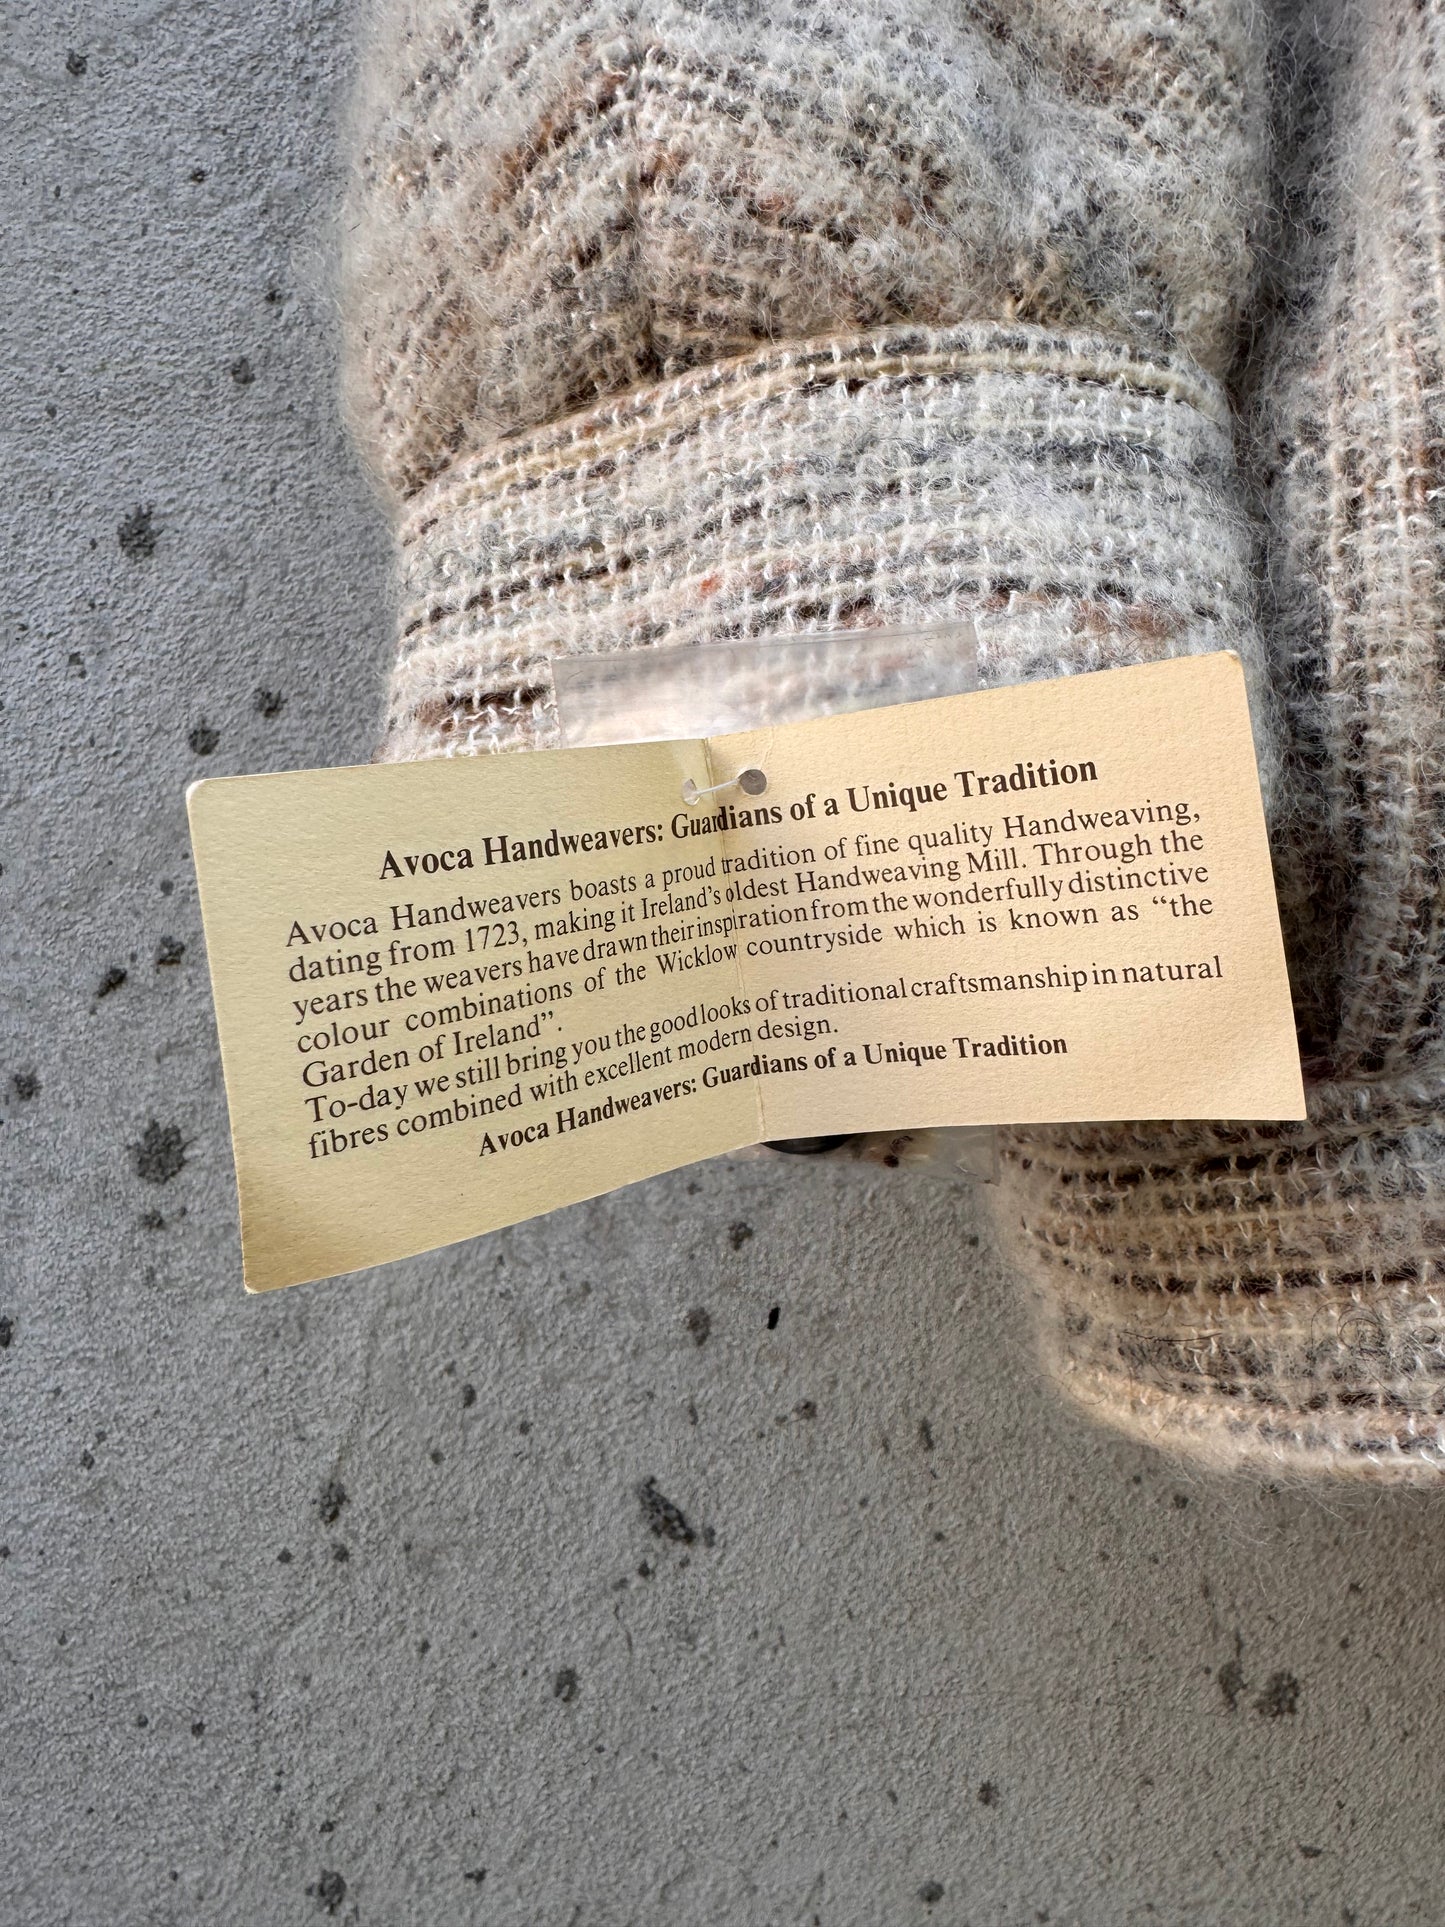 Avoca Handweavers: Guardians of a Unique Tradition
Avoca Handweavers boasts a proud tradition of fine quality Handweaving,
dating from 1723, making it Ireland's oldest Handweaving Mill. Through the
years the weavers have drawn their inspiration from the wonderfully distinctive
colour combinations of the Wicklow countryside which is known as “the
Garden of Ireland”.
To-day we still bring you the good looks of traditional craftsmanship in natural
fibres combined with excellent modern design.
Avoca Handweavers: Guardians of a Unique Tradition